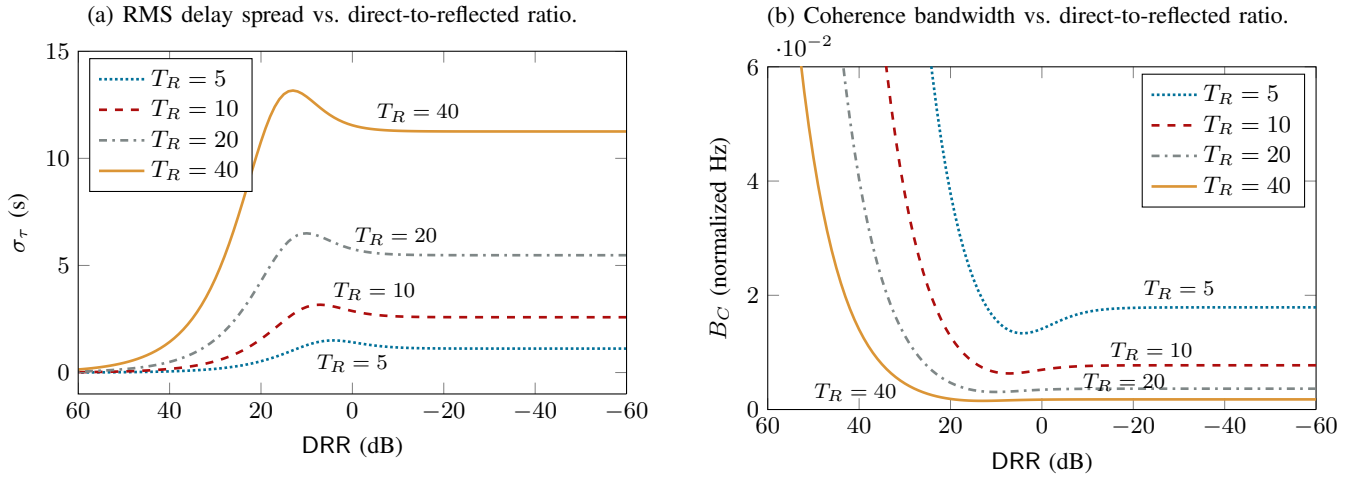 (a) RMS delay spread vs. direct-to-reflected ratio.
15
10
5
0
σ_τ (s)
T_R = 5
T_R = 10
T_R = 20
T_R = 40
T_R = 40
T_R = 20
T_R = 10
T_R = 5
60 40 20 0 −20 −40 −60
DRR (dB)
(b) Coherence bandwidth vs. direct-to-reflected ratio.
·10⁻²
6
4
2
0
B_C (normalized Hz)
T_R = 5
T_R = 10
T_R = 20
T_R = 40
T_R = 5
T_R = 10
T_R = 20
T_R = 40
60 40 20 0 −20 −40 −60
DRR (dB)